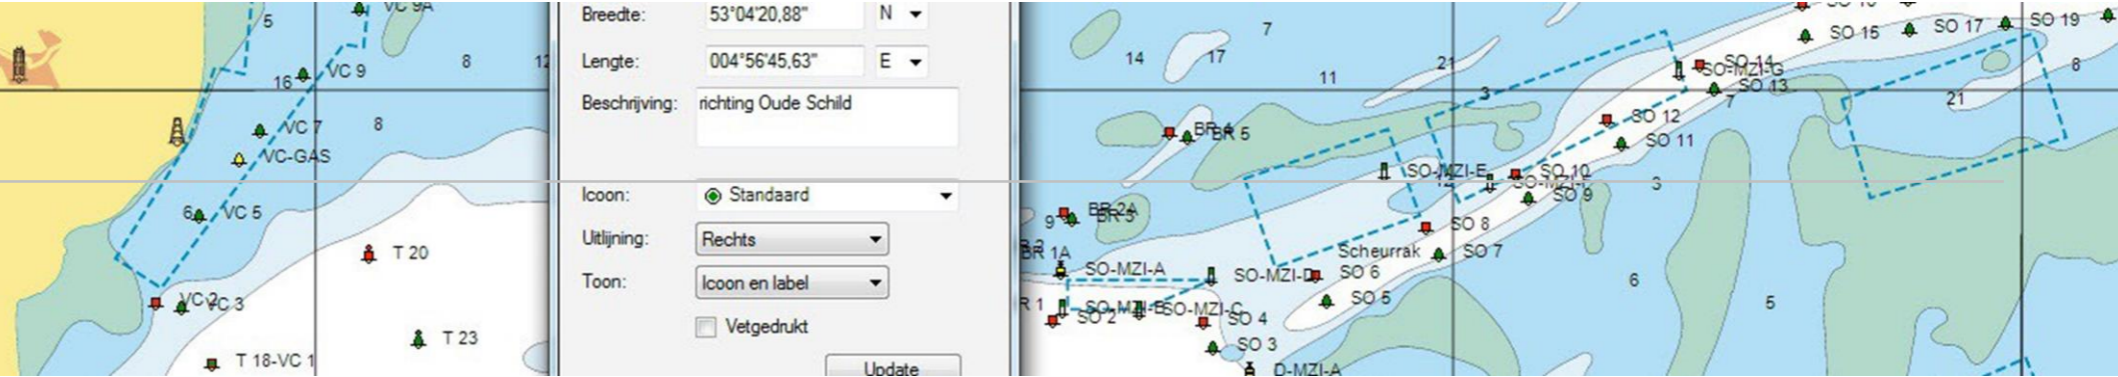 VC 9A
5
VC 9
16
8
12
VC 7
8
VC-GAS
6
VC 5
T 20
VC 2
VC 3
T 23
T 18-VC 1
Breedte: 53°04'20,88" N
Lengte: 004°56'45,63" E
Beschrijving: richting Oude Schild
Icoon: Standaard
Uitlijning: Rechts
Toon: Icoon en label
Vetgedrukt
Update
SO 19
SO 17
7
SO 15
14
17
21
SO 14
8
11
SO-MZI-G
SO 13
3
7
21
SO 12
BR 4
BR 5
SO 11
SO-MZI-E
SO 10
12
SO-MZI-F
3
SO 9
BR 2A
BR 3
9
SO 8
BR 1A
Scheurrak
SO 7
SO-MZI-A
SO-MZI-D
SO 6
6
SO 5
5
R 1
SO-MZI-B
SO-MZI-C
SO 2
SO 4
SO 3
D-MZI-A